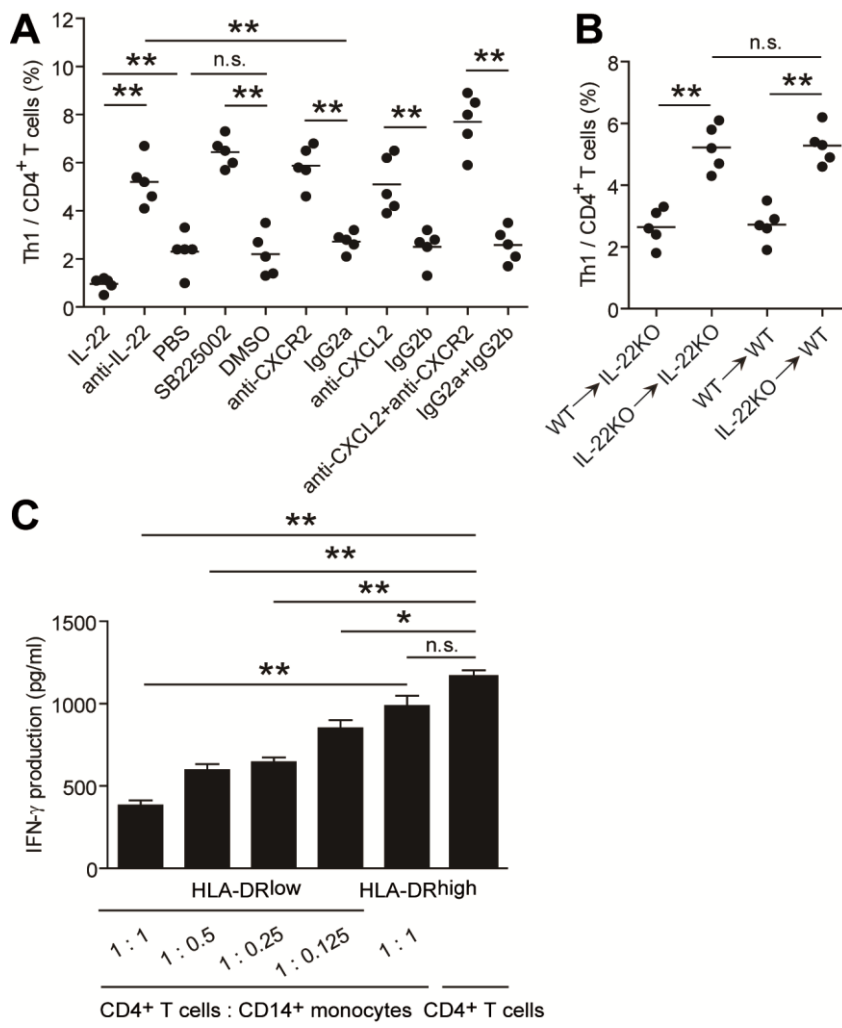 A
12
10
8
6
4
2
0
Th1 / CD4+ T cells (%)
**
** n.s.
** ** ** ** **
IL-22
anti-IL-22
PBS
SB225002
DMSO
anti-CXCR2
IgG2a
anti-CXCL2
IgG2b
anti-CXCL2+anti-CXCR2
IgG2a+IgG2b
B
8
6
4
2
0
Th1 / CD4+ T cells (%)
n.s.
** **
WT → IL-22KO
IL-22KO → IL-22KO
WT → WT
IL-22KO → WT
C
**
**
**
*
n.s.
**
1500
1000
500
0
IFN-γ production (pg/ml)
HLA-DRlow HLA-DRhigh
1 : 1 1 : 0.5 1 : 0.25 1 : 0.125 1 : 1
CD4+ T cells : CD14+ monocytes CD4+ T cells